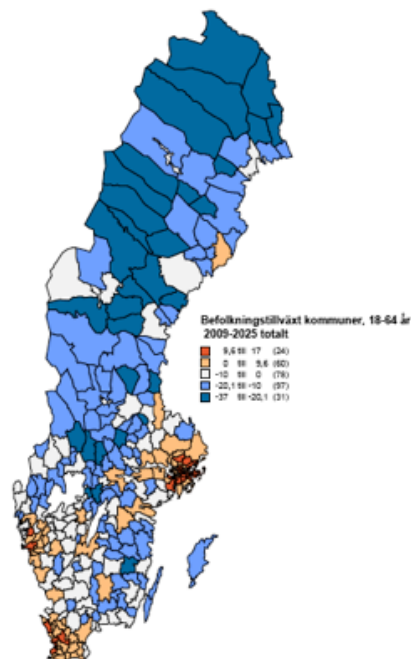 Befolkningstillväxt kommuner, 18-64 år
2009-2025 totalt
9,6 till 17 (24)
0 till 9,6 (60)
-10 till 0 (78)
-20,1 till -10 (97)
-37 till -20,1 (31)